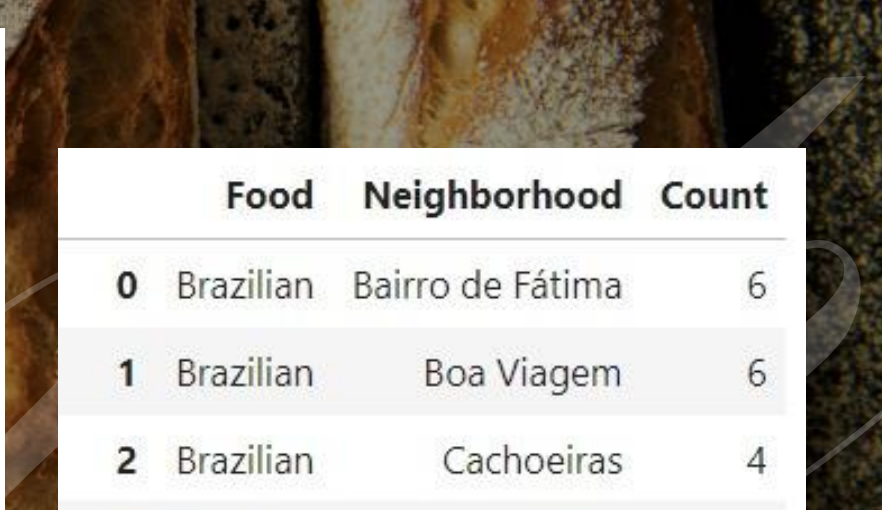 Food Neighborhood Count
0 Brazilian Bairro de Fátima 6
1 Brazilian Boa Viagem 6
2 Brazilian Cachoeiras 4